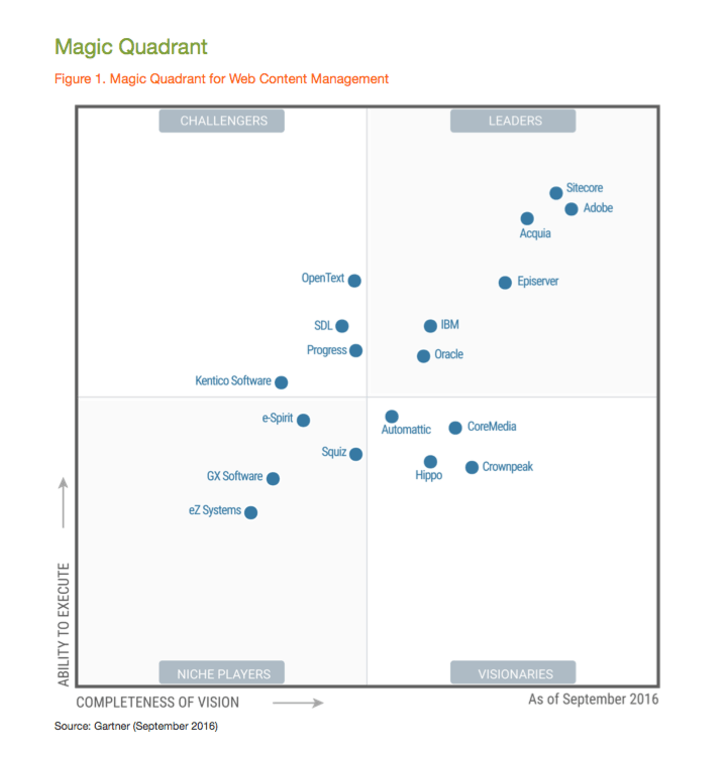 Magic Quadrant
Figure 1. Magic Quadrant for Web Content Management
CHALLENGERS
LEADERS
Sitecore
Adobe
Acquia
OpenText
Episerver
SDL
IBM
Progress
Oracle
Kentico Software
e-Spirit
Automattic
CoreMedia
Squiz
Hippo
Crownpeak
GX Software
eZ Systems
ABILITY TO EXECUTE
NICHE PLAYERS
VISIONARIES
COMPLETENESS OF VISION
As of September 2016
Source: Gartner (September 2016)